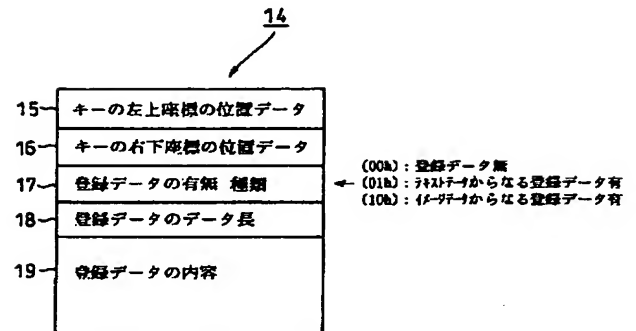 14
15 キーの左上座標の位置データ
16 キーの右下座標の位置データ
17 登録データの有無 種類
(00h) : 登録データ無
(01h) : テキストデータからなる登録データ有
(10h) : イメージデータからなる登録データ有
18 登録データのデータ長
19 登録データの内容